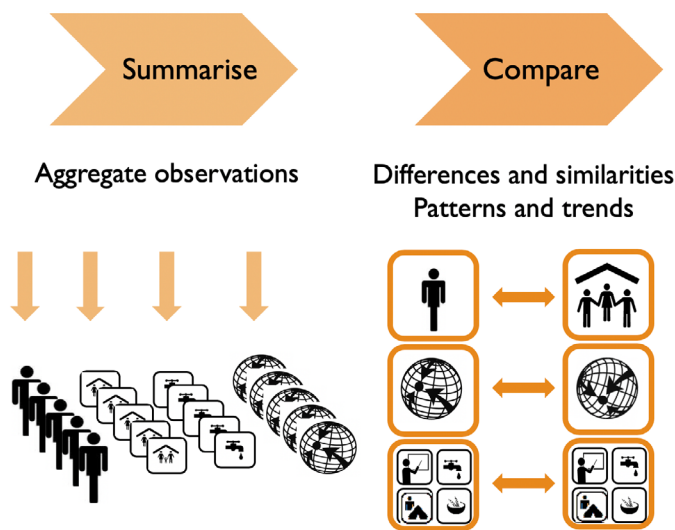 Summarise
Compare
Aggregate observations
Differences and similarities
Patterns and trends